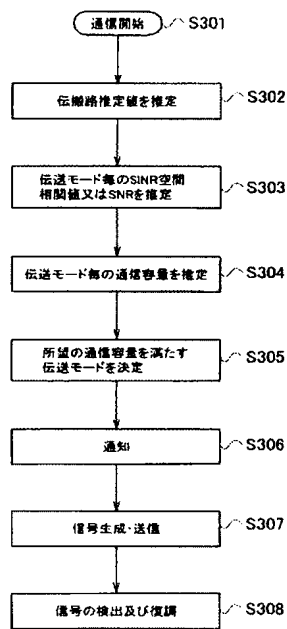 通信開始
S301
伝搬路推定値を推定
S302
伝送モード毎のSINR空間
相関値又はSNRを推定
S303
伝送モード毎の通信容量を推定
S304
所望の通信容量を満たす
伝送モードを決定
S305
通知
S306
信号生成・送信
S307
信号の検出及び復調
S308